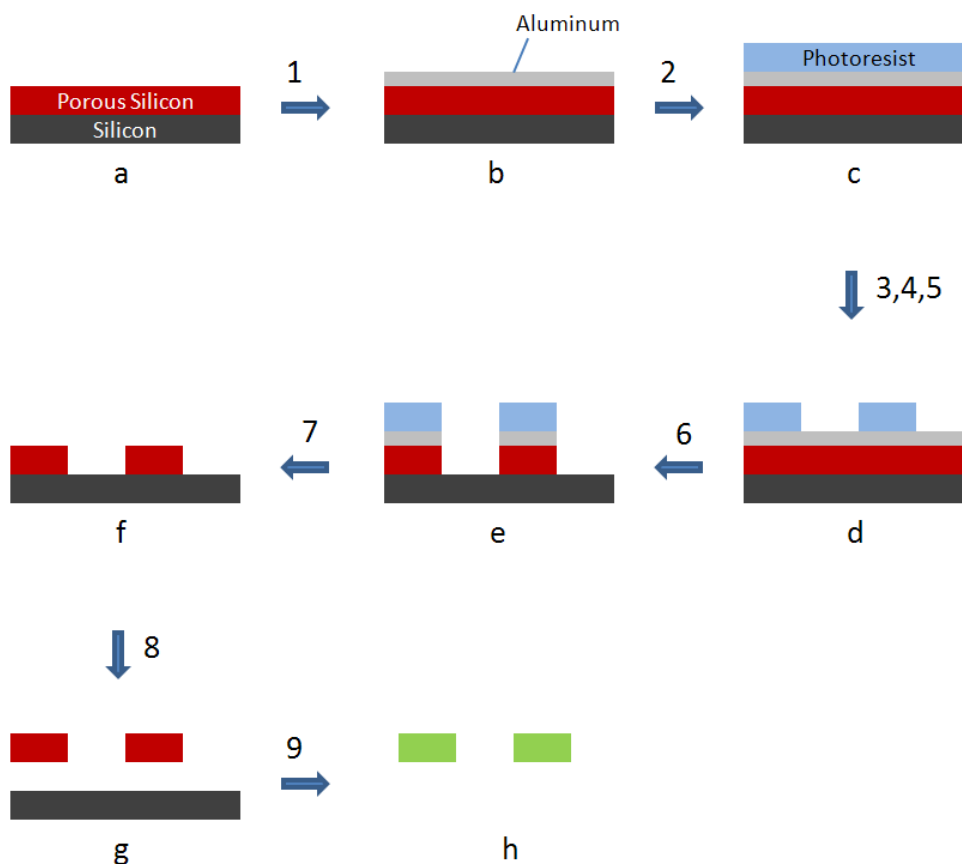 Aluminum
1
2
Photoresist
Porous Silicon
Silicon
a
b
c
3,4,5
7
6
f
e
d
8
9
g
h